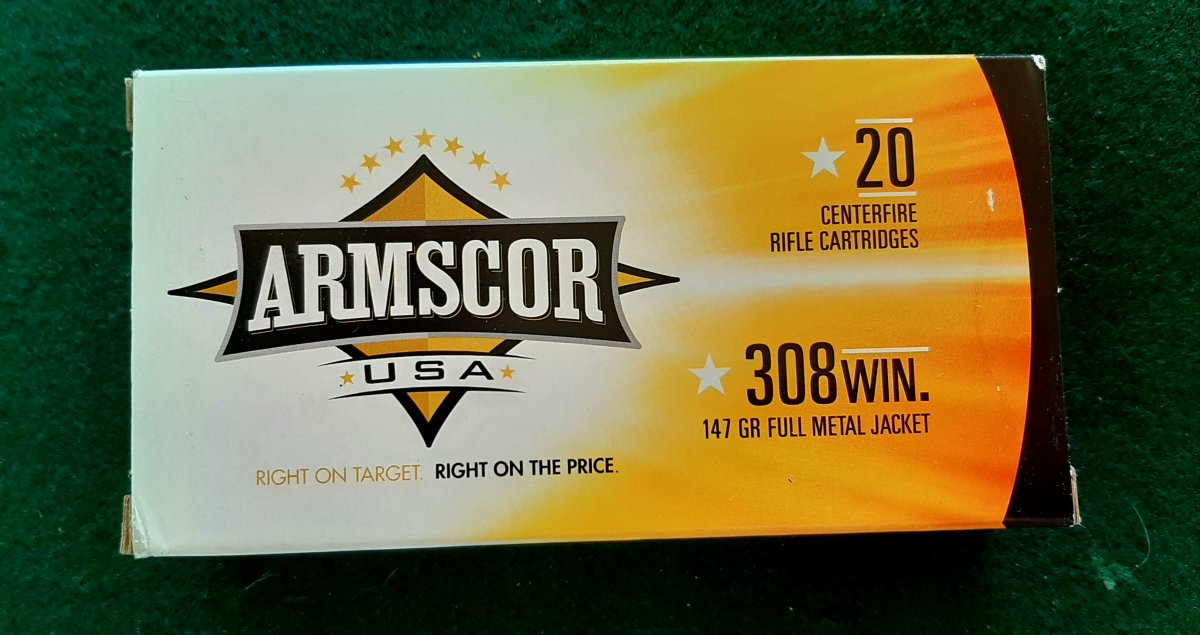 ARMSCOR
USA
RIGHT ON TARGET. RIGHT ON THE PRICE.
20
CENTERFIRE
RIFLE CARTRIDGES
308 WIN.
147 GR FULL METAL JACKET